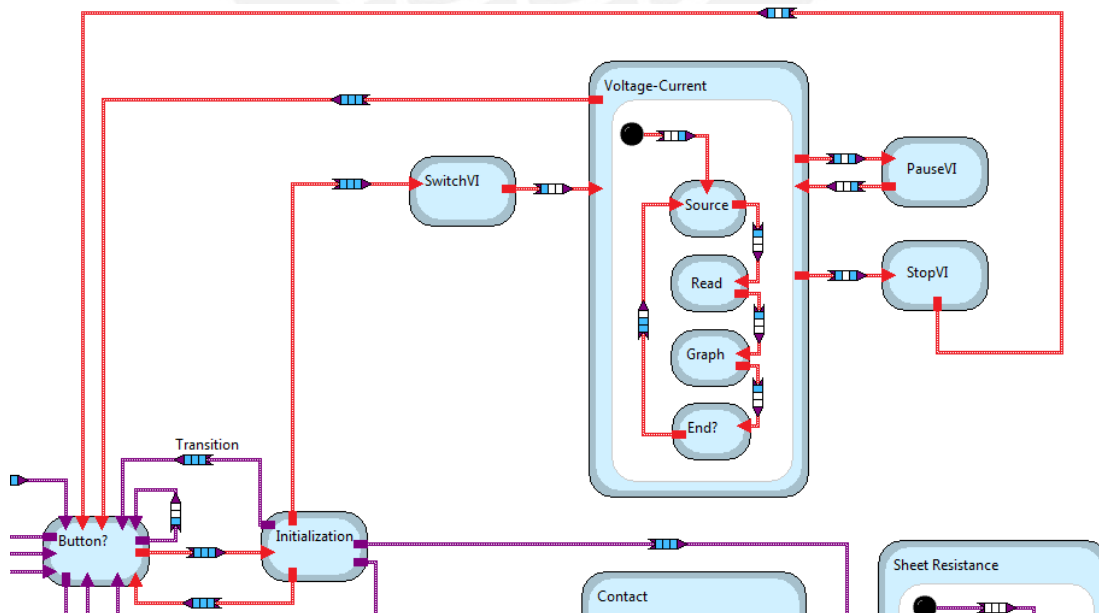 Voltage-Current
SwitchVI
PauseVI
Source
StopVI
Read
Graph
End?
Transition
Button?
Initialization
Sheet Resistance
Contact